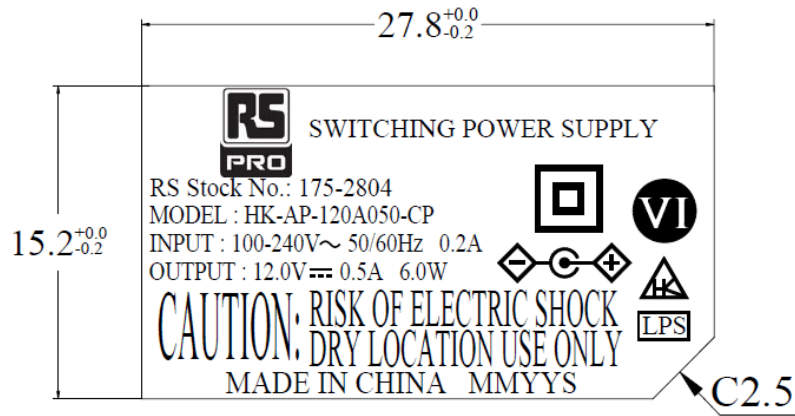 27.8+0.0-0.2
RS
PRO
SWITCHING POWER SUPPLY
RS Stock No.: 175-2804
MODEL : HK-AP-120A050-CP
INPUT : 100-240V～ 50/60Hz 0.2A
OUTPUT : 12.0V⎓ 0.5A 6.0W
VI
HK
LPS
15.2+0.0-0.2
CAUTION: RISK OF ELECTRIC SHOCK
DRY LOCATION USE ONLY
MADE IN CHINA MMYYS
C2.5